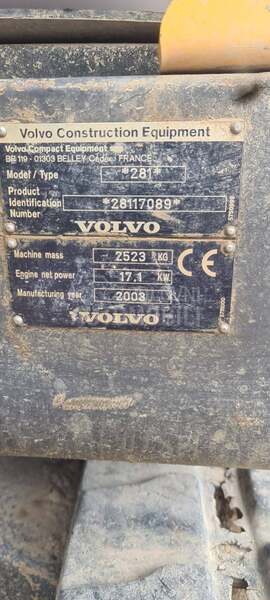 Volvo Construction Equipment
Volvo Compact Equipment sas
BP 119 - 01303 BELLEY Cedex FRANCE
Model / Type *281*
Product
Identification *28117089*
Number
VOLVO
Machine mass 2523 KG
Engine net power 17.1 KW
Manufacturing year 2003
CE
VOLVO